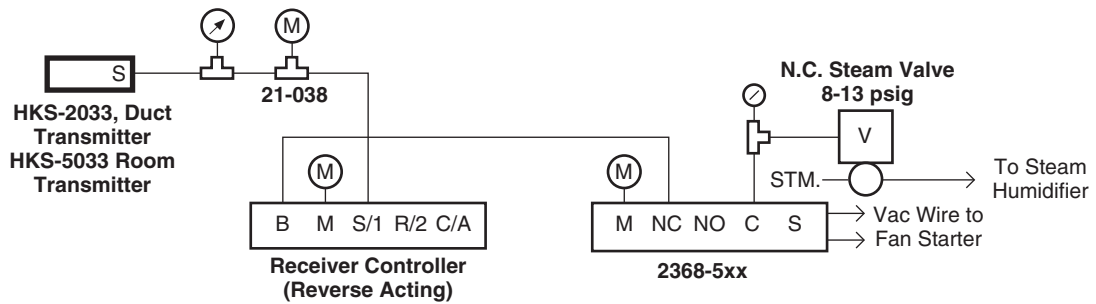 M
S
21-038
HKS-2033, Duct
Transmitter
HKS-5033 Room
Transmitter
N.C. Steam Valve
8-13 psig
V
STM.
To Steam
Humidifier
M
B M S/1 R/2 C/A
Receiver Controller
(Reverse Acting)
M
M NC NO C S
2368-5xx
Vac Wire to
Fan Starter